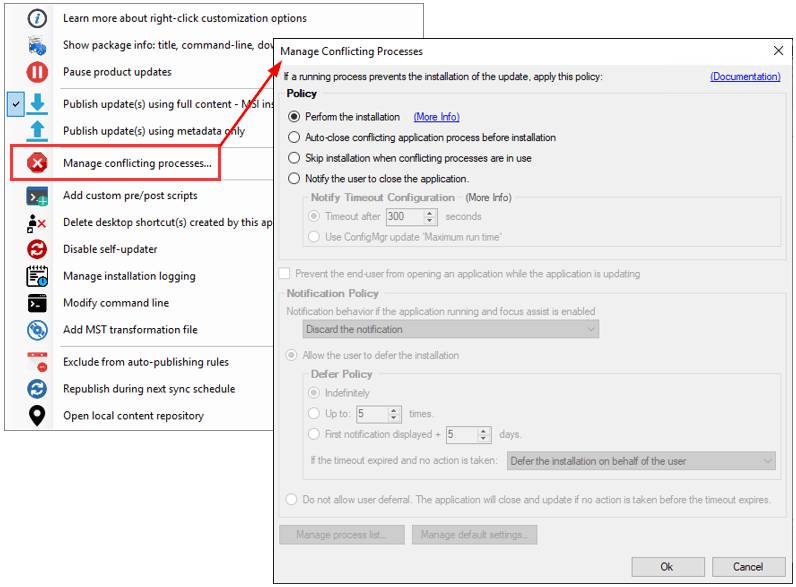 Learn more about right-click customization options
Show package info: title, command-line, dow
Pause product updates
Publish update(s) using full content - MSI ins
Publish update(s) using metadata only
Manage conflicting processes...
Add custom pre/post scripts
Delete desktop shortcut(s) created by this ap
Disable self-updater
Manage installation logging
Modify command line
Add MST transformation file
Exclude from auto-publishing rules
Republish during next sync schedule
Open local content repository
Manage Conflicting Processes
If a running process prevents the installation of the update, apply this policy:
(Documentation)
Policy
Perform the installation (More Info)
Auto-close conflicting application process before installation
Skip installation when conflicting processes are in use
Notify the user to close the application.
Notify Timeout Configuration - (More Info)
Timeout after 300 seconds
Use ConfigMgr update 'Maximum run time'
Prevent the end-user from opening an application while the application is updating
Notification Policy
Notification behavior if the application running and focus assist is enabled
Discard the notification
Allow the user to defer the installation
Defer Policy
Indefinitely
Up to: 5 times.
First notification displayed + 5 days.
If the timeout expired and no action is taken: Defer the installation on behalf of the user
Do not allow user deferral. The application will close and update if no action is taken before the timeout expires.
Manage process list... Manage default settings...
Ok Cancel